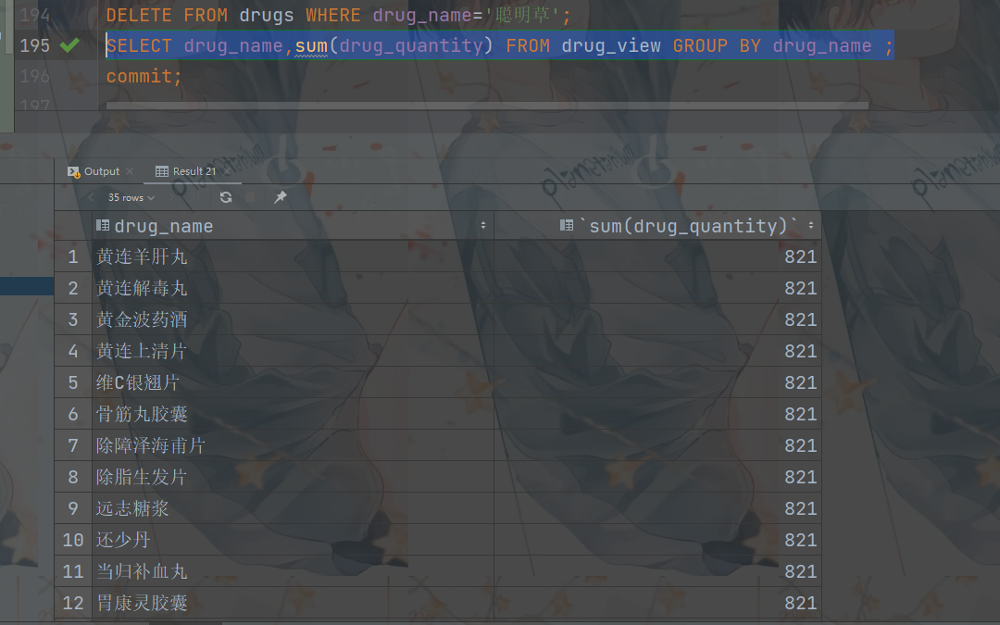 194 DELETE FROM drugs WHERE drug_name='聪明草';
195 SELECT drug_name,sum(drug_quantity) FROM drug_view GROUP BY drug_name ;
196 commit;
197
Output Result 21
35 rows
drug_name `sum(drug_quantity)`
1 黄连羊肝丸 821
2 黄连解毒丸 821
3 黄金波药酒 821
4 黄连上清片 821
5 维C银翘片 821
6 骨筋丸胶囊 821
7 除障泽海甫片 821
8 除脂生发片 821
9 远志糖浆 821
10 还少丹 821
11 当归补血丸 821
12 胃康灵胶囊 821